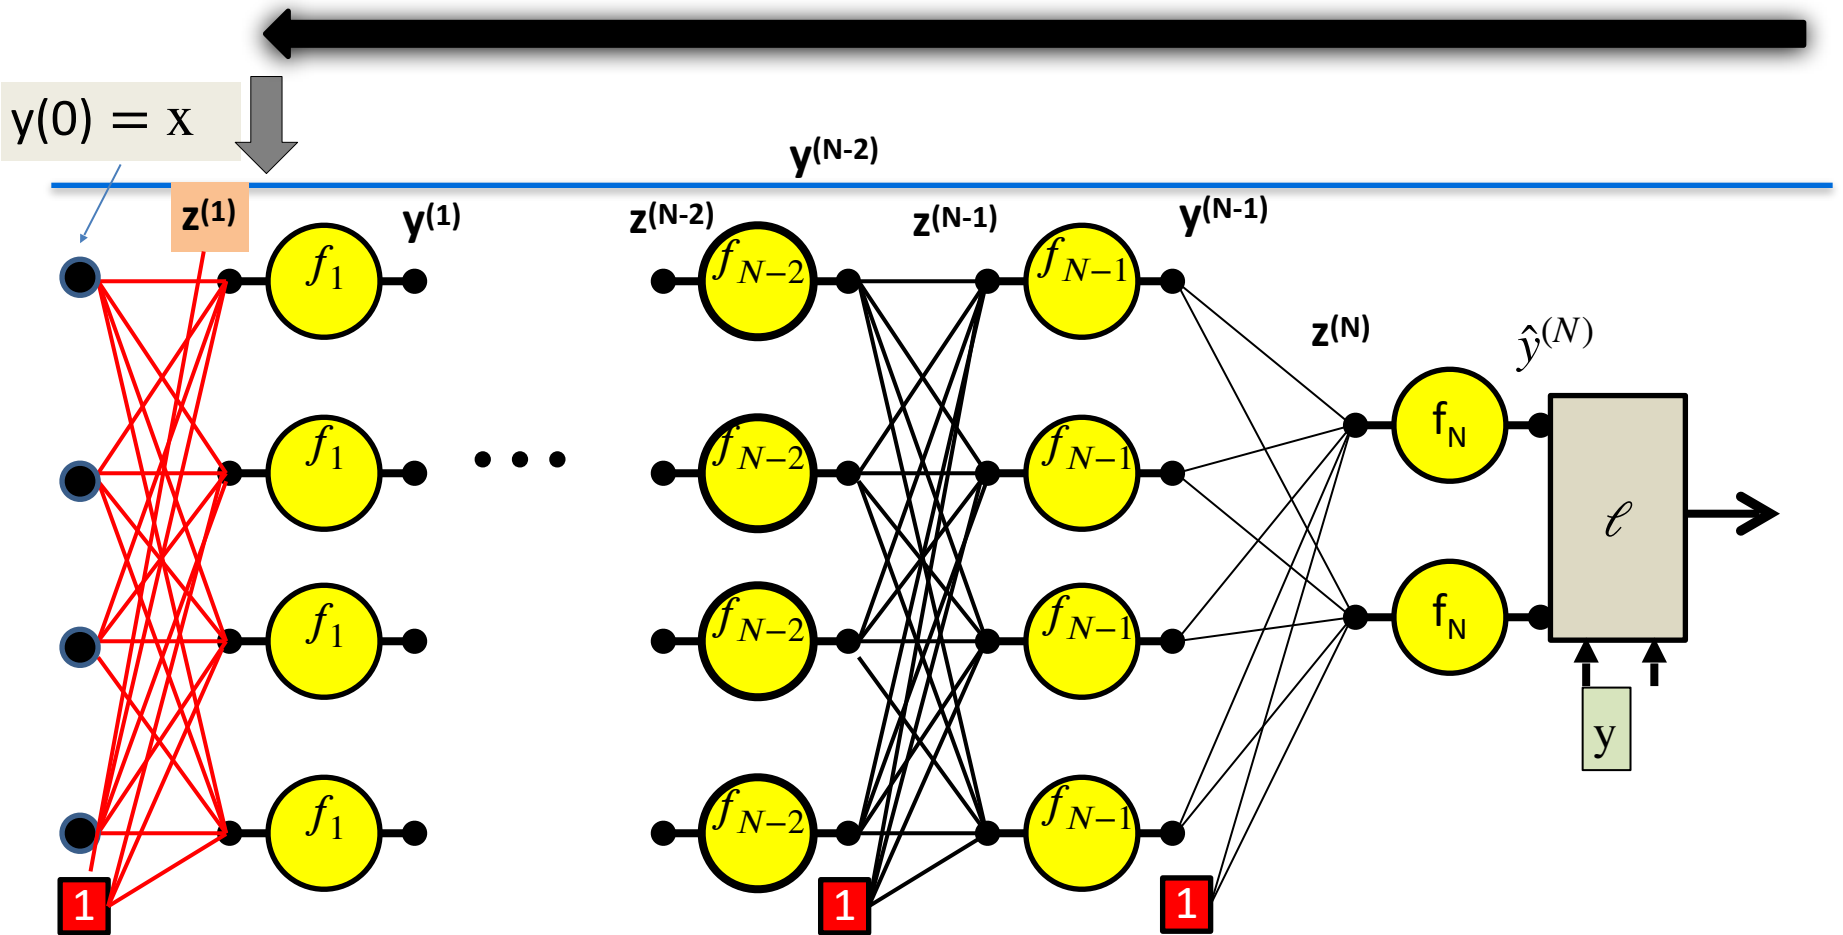 y(0) = x
y(N-2)
z(1)
y(1)
z(N-2)
z(N-1)
y(N-1)
f1
fN−2
fN−1
z(N)
ŷ(N)
fN
f1
fN−2
fN−1
ℓ
f1
fN−2
fN−1
fN
y
f1
fN−2
fN−1
1
1
1